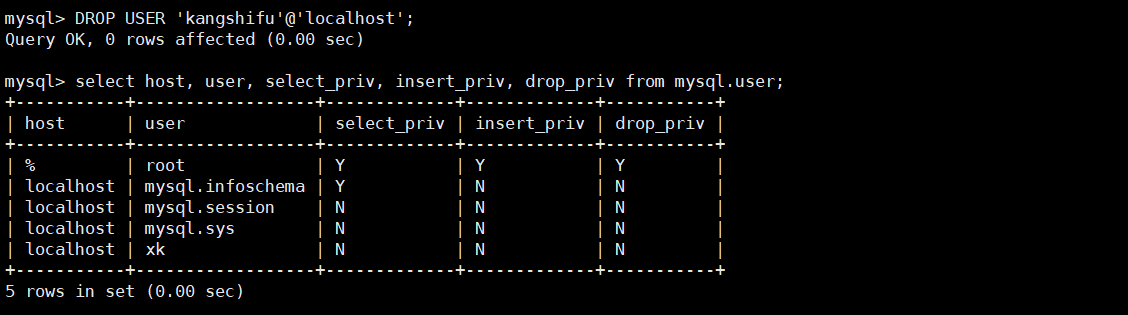 mysql> DROP USER 'kangshifu'@'localhost';
Query OK, 0 rows affected (0.00 sec)

mysql> select host, user, select_priv, insert_priv, drop_priv from mysql.user;
+-----------+------------------+-------------+-------------+-----------+
| host      | user             | select_priv | insert_priv | drop_priv |
+-----------+------------------+-------------+-------------+-----------+
| %         | root             | Y           | Y           | Y         |
| localhost | mysql.infoschema | Y           | N           | N         |
| localhost | mysql.session    | N           | N           | N         |
| localhost | mysql.sys        | N           | N           | N         |
| localhost | xk               | N           | N           | N         |
+-----------+------------------+-------------+-------------+-----------+
5 rows in set (0.00 sec)